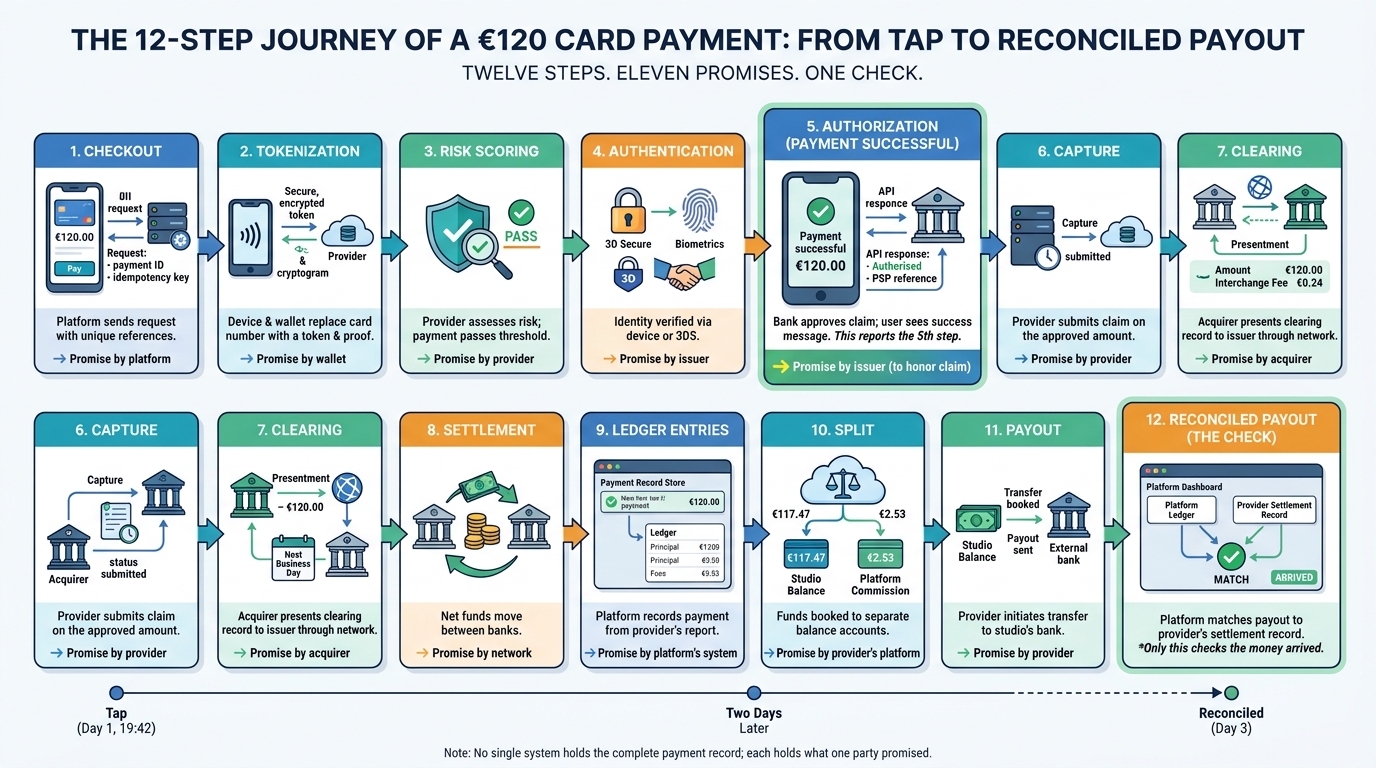 THE 12-STEP JOURNEY OF A €120 CARD PAYMENT: FROM TAP TO RECONCILED PAYOUT
TWELVE STEPS. ELEVEN PROMISES. ONE CHECK.
1. CHECKOUT
requext
€120.00
Pay
Request:
- payment ID
- idempotency key
Platform sends request
with unique references.
→ Promise by platform
2. TOKENIZATION
Secure,
encrypted
token
&
cryptogram
Provider
Device & wallet replace card
number with a token & proof.
→ Promise by wallet
3. RISK SCORING
PASS
Provider assesses risk;
payment passes threshold.
→ Promise by provider
4. AUTHENTICATION
3D Secure
Biometrics
3D
Identity verified via
device or 3DS.
→ Promise by issuer
5. AUTHORIZATION
(PAYMENT SUCCESSFUL)
Payment
successful
€120.00
API
responce
API response:
- Autherised
- PSP reference
Bank approves claim; user sees success
message. This reports the 5th step.
→ Promise by issuer (to honor claim)
6. CAPTURE
Capture
submitted
Provider submits claim on
the approved amount.
→ Promise by provider
7. CLEARING
Presentment
Amount €120.00
Interchange Fee €0.24
Acquirer presents clearing
record to issuer through network.
→ Promise by acquirer
6. CAPTURE
Capture
Acquirer
status
submitted
Provider submits claim
on the approved amount.
→ Promise by provider
7. CLEARING
Presentment
– €120.00
Nest
Business
Day
Acquirer presents clearing
record to issuer through network.
→ Promise by acquirer
8. SETTLEMENT
Net funds move
between banks.
→ Promise by network
9. LEDGER ENTRIES
Payment Record Store
€120.00
Ledger
Principal €1209
Principal €9.59
Foes €9.93
Platform records payment
from provider's report.
→ Promise by platform's system
10. SPLIT
€117.47
€2.53
€117.47
€2.53
Studio
Balance
Platform
Commission
Funds booked to separate
balance accounts.
→ Promise by provider's platform
11. PAYOUT
Transfer
booked
Payout
sent
Studio
Balance
External
bank
Provider initiates transfer
to studio's bank.
→ Promise by provider
12. RECONCILED PAYOUT
(THE CHECK)
Platform Dashboard
Platform
Ledger
Provider Settlement
Record
MATCH
ARRIVED
Platform matches payout to
provider's settlement record.
*Only this checks the money arrived.
Tap
(Day 1, 19:42)
Two Days
Later
Reconciled
(Day 3)
Note: No single system holds the complete payment record; each holds what one party promised.